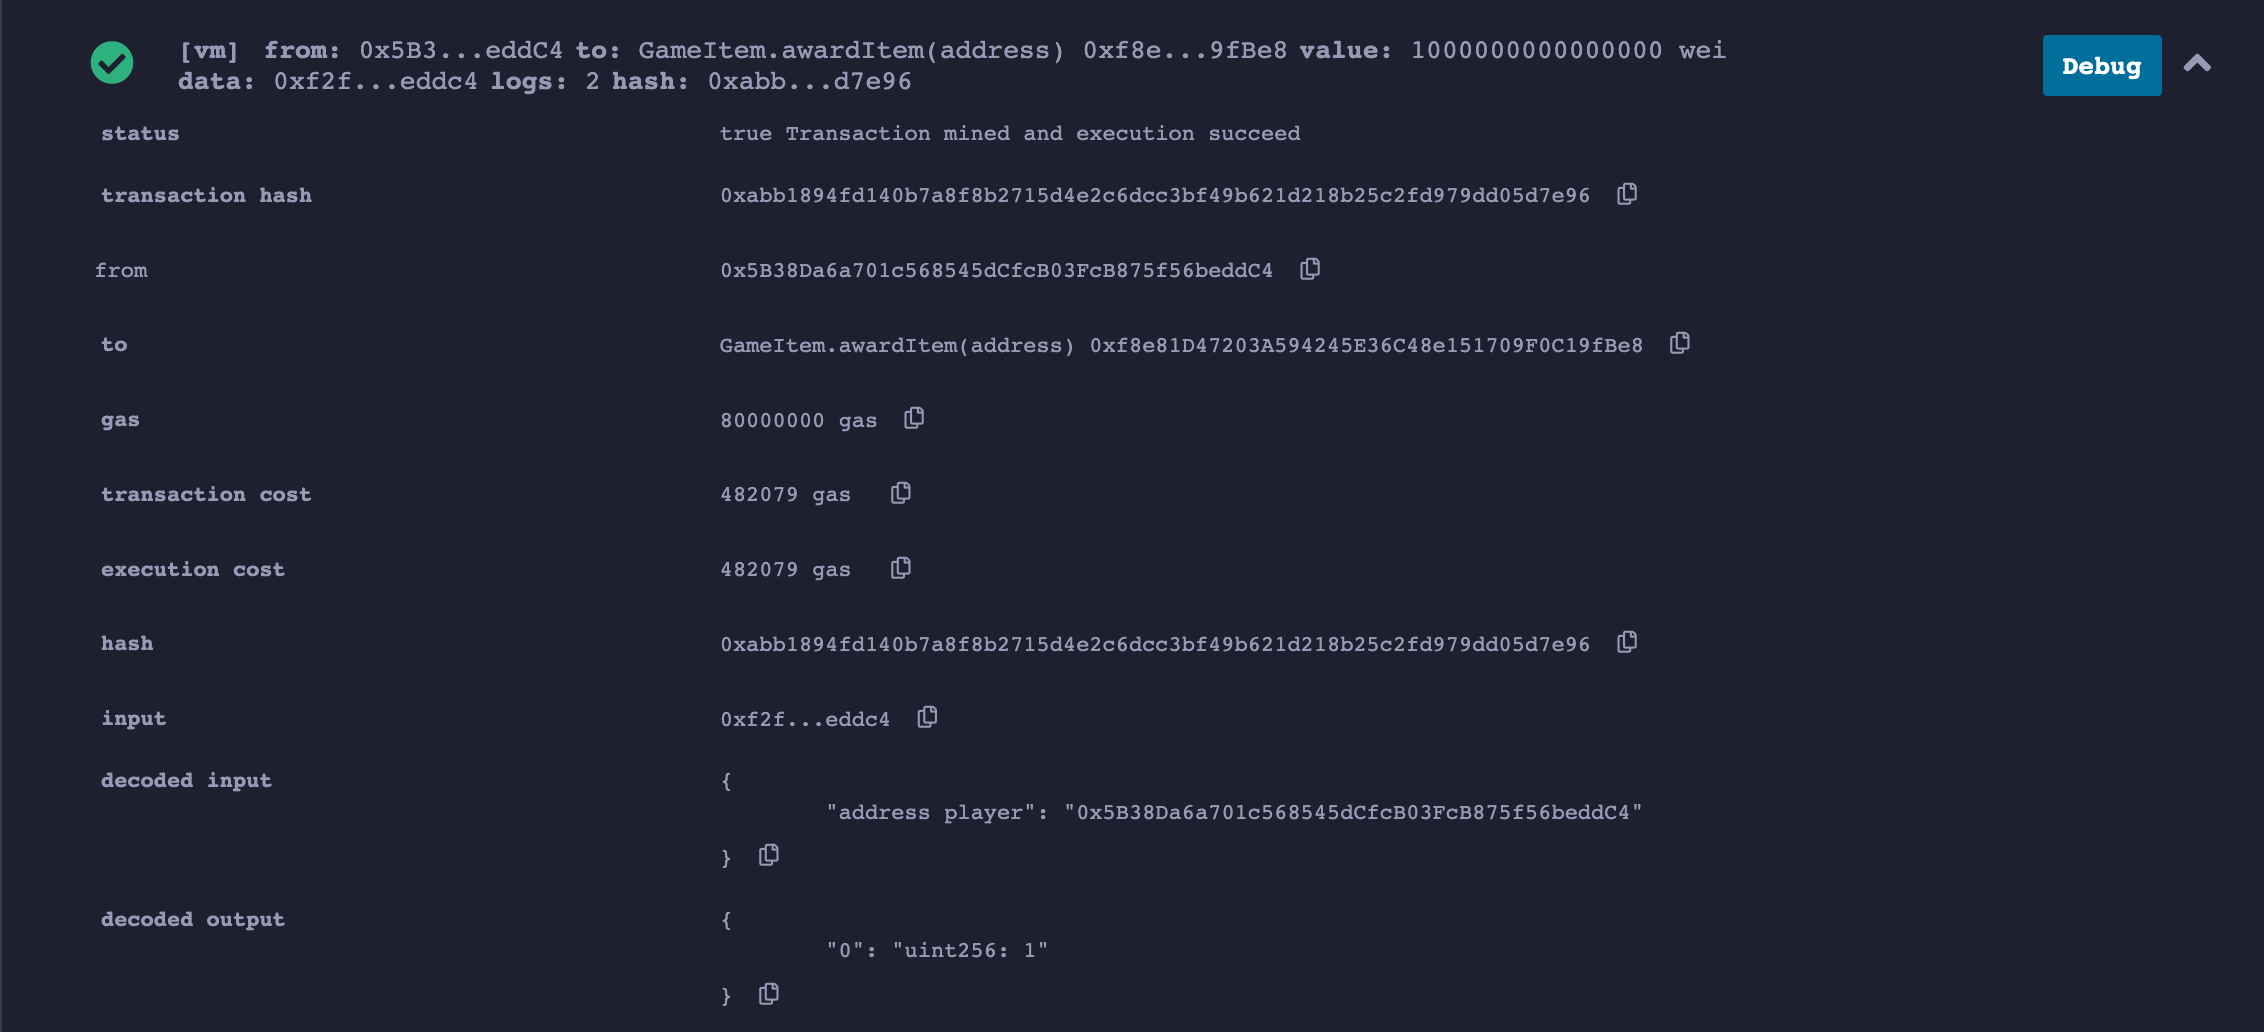 [vm] from: 0x5B3...eddC4 to: GameItem.awardItem(address) 0xf8e...9fBe8 value: 1000000000000000 wei
data: 0xf2f...eddc4 logs: 2 hash: 0xabb...d7e96
Debug
status true Transaction mined and execution succeed
transaction hash 0xabb1894fd140b7a8f8b2715d4e2c6dcc3bf49b621d218b25c2fd979dd05d7e96
from 0x5B38Da6a701c568545dCfcB03FcB875f56beddC4
to GameItem.awardItem(address) 0xf8e81D47203A594245E36C48e151709F0C19fBe8
gas 80000000 gas
transaction cost 482079 gas
execution cost 482079 gas
hash 0xabb1894fd140b7a8f8b2715d4e2c6dcc3bf49b621d218b25c2fd979dd05d7e96
input 0xf2f...eddc4
decoded input {
"address player": "0x5B38Da6a701c568545dCfcB03FcB875f56beddC4"
}
decoded output {
"0": "uint256: 1"
}